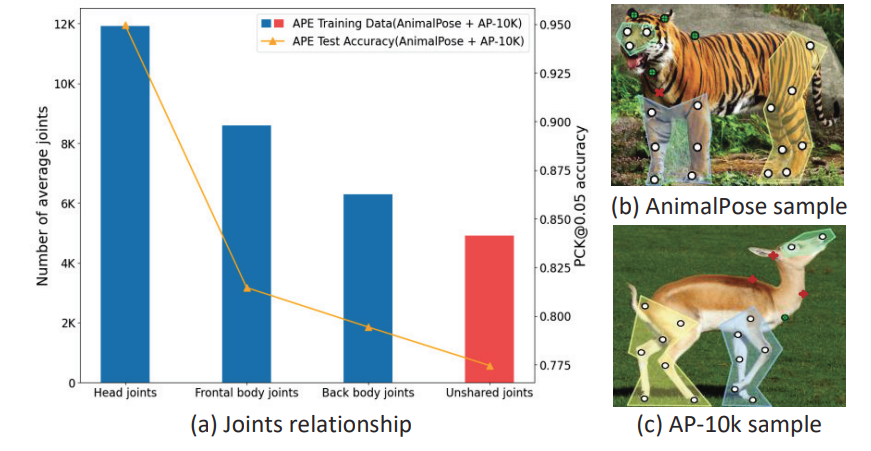 12K
10K
8K
6K
4K
2K
0
Number of average joints
APE Training Data(AnimalPose + AP-10K)
APE Test Accuracy(AnimalPose + AP-10K)
0.950
0.925
0.900
0.875
0.850
0.825
0.800
0.775
PCK@0.05 accuracy
Head joints Frontal body joints Back body joints Unshared joints
(a) Joints relationship
(b) AnimalPose sample
(c) AP-10k sample